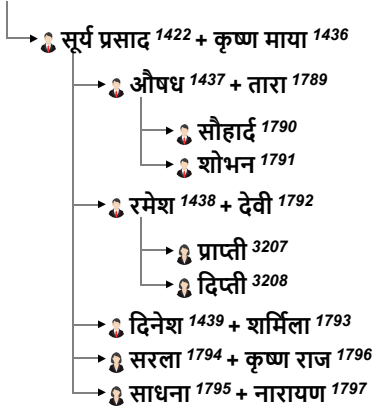 सूर्य प्रसाद 1422 + कृष्ण माया 1436
औषध 1437 + तारा 1789
सौहार्द 1790
शोभन 1791
रमेश 1438 + देवी 1792
प्राप्ती 3207
दिप्ती 3208
दिनेश 1439 + शर्मिला 1793
सरला 1794 + कृष्ण राज 1796
साधना 1795 + नारायण 1797